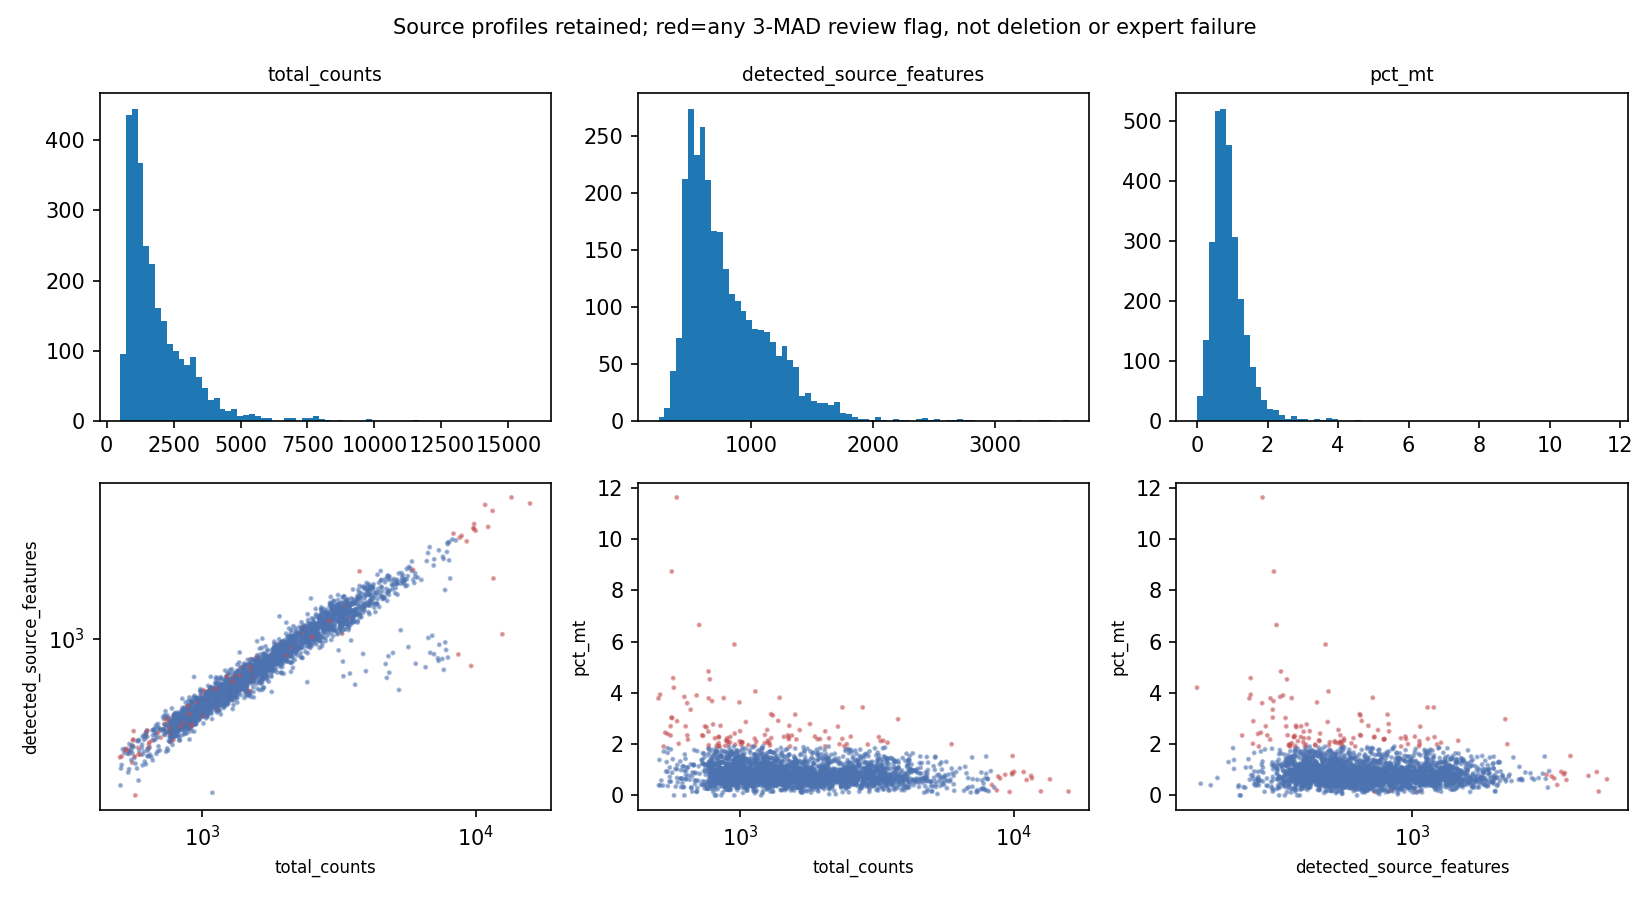 Source profiles retained; red=any 3-MAD review flag, not deletion or expert failure
total_counts
detected_source_features
pct_mt
400
300
200
100
0
0 2500 5000 7500 10000 12500 15000
250
200
150
100
50
0
1000 2000 3000
500
400
300
200
100
0
0 2 4 6 8 10 12
detected_source_features
10³
10³ 10⁴
total_counts
pct_mt
12
10
8
6
4
2
0
10³ 10⁴
total_counts
pct_mt
12
10
8
6
4
2
0
10³
detected_source_features